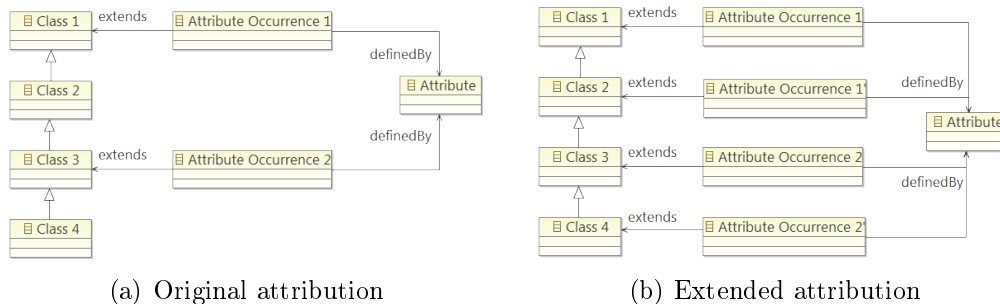 Class 1
extends
Attribute Occurrence 1
definedBy
Class 2
Attribute
definedBy
Class 3
extends
Attribute Occurrence 2
Class 4
(a) Original attribution
Class 1
extends
Attribute Occurrence 1
Class 2
extends
Attribute Occurrence 1'
definedBy
Attribute
Class 3
extends
Attribute Occurrence 2
definedBy
Class 4
extends
Attribute Occurrence 2'
(b) Extended attribution